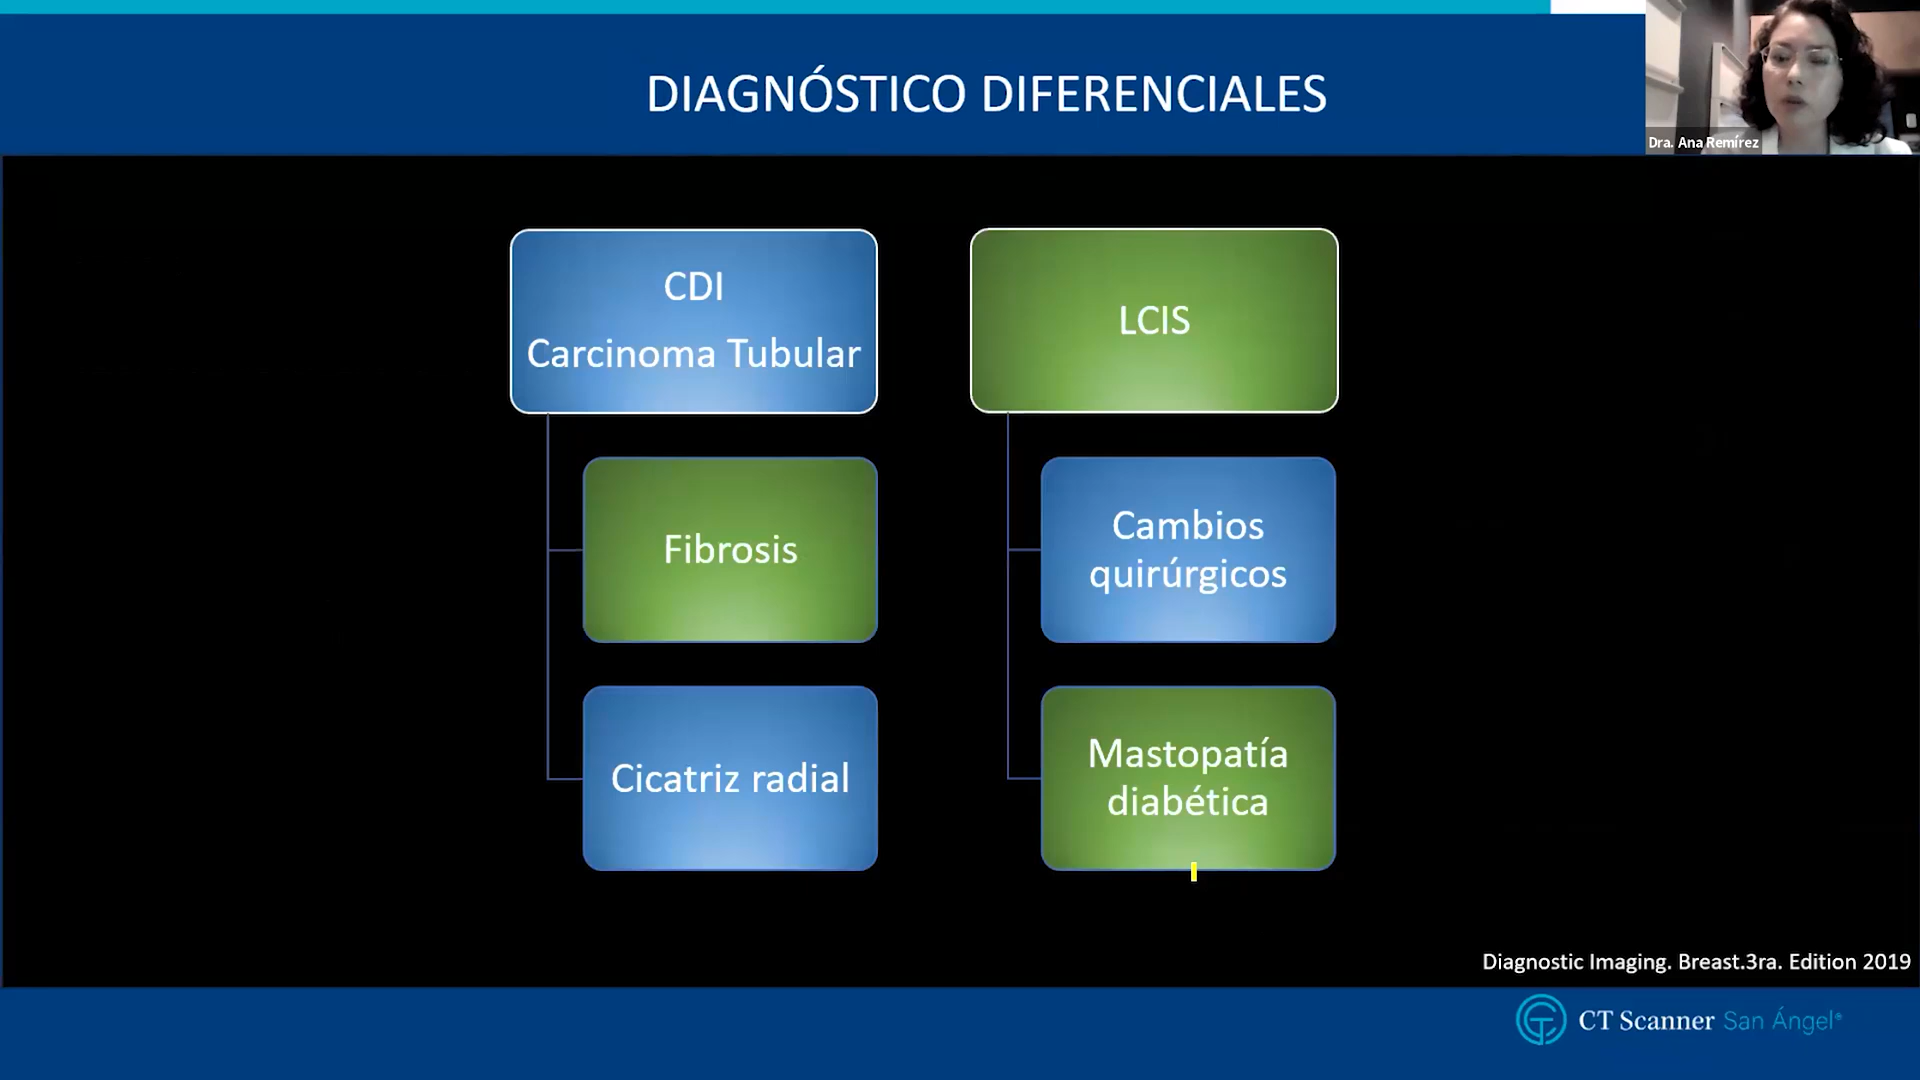 DIAGNÓSTICO DIFERENCIALES
Dra. Ana Remírez
CDI
Carcinoma Tubular
Fibrosis
Cicatriz radial
LCIS
Cambios
quirúrgicos
Mastopatía
diabética
Diagnostic Imaging. Breast.3ra. Edition 2019
CT Scanner San Ángel®